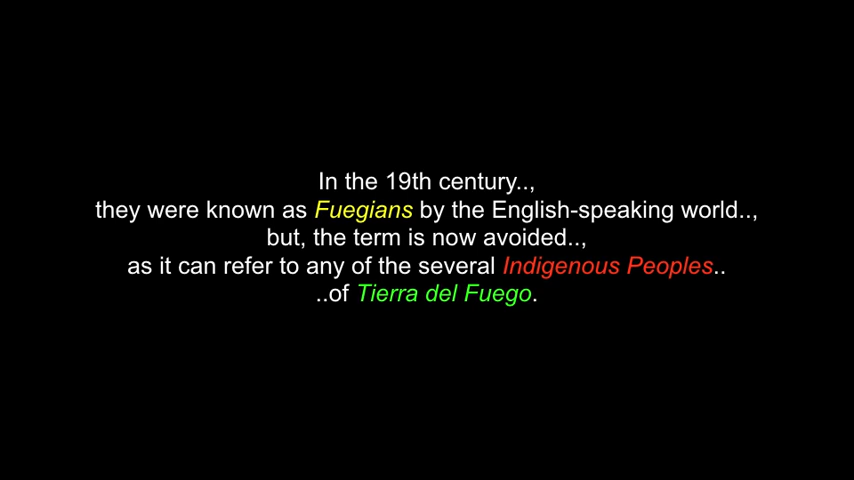 In the 19th century..,
they were known as Fuegians by the English-speaking world..,
but, the term is now avoided..,
as it can refer to any of the several Indigenous Peoples..
..of Tierra del Fuego.